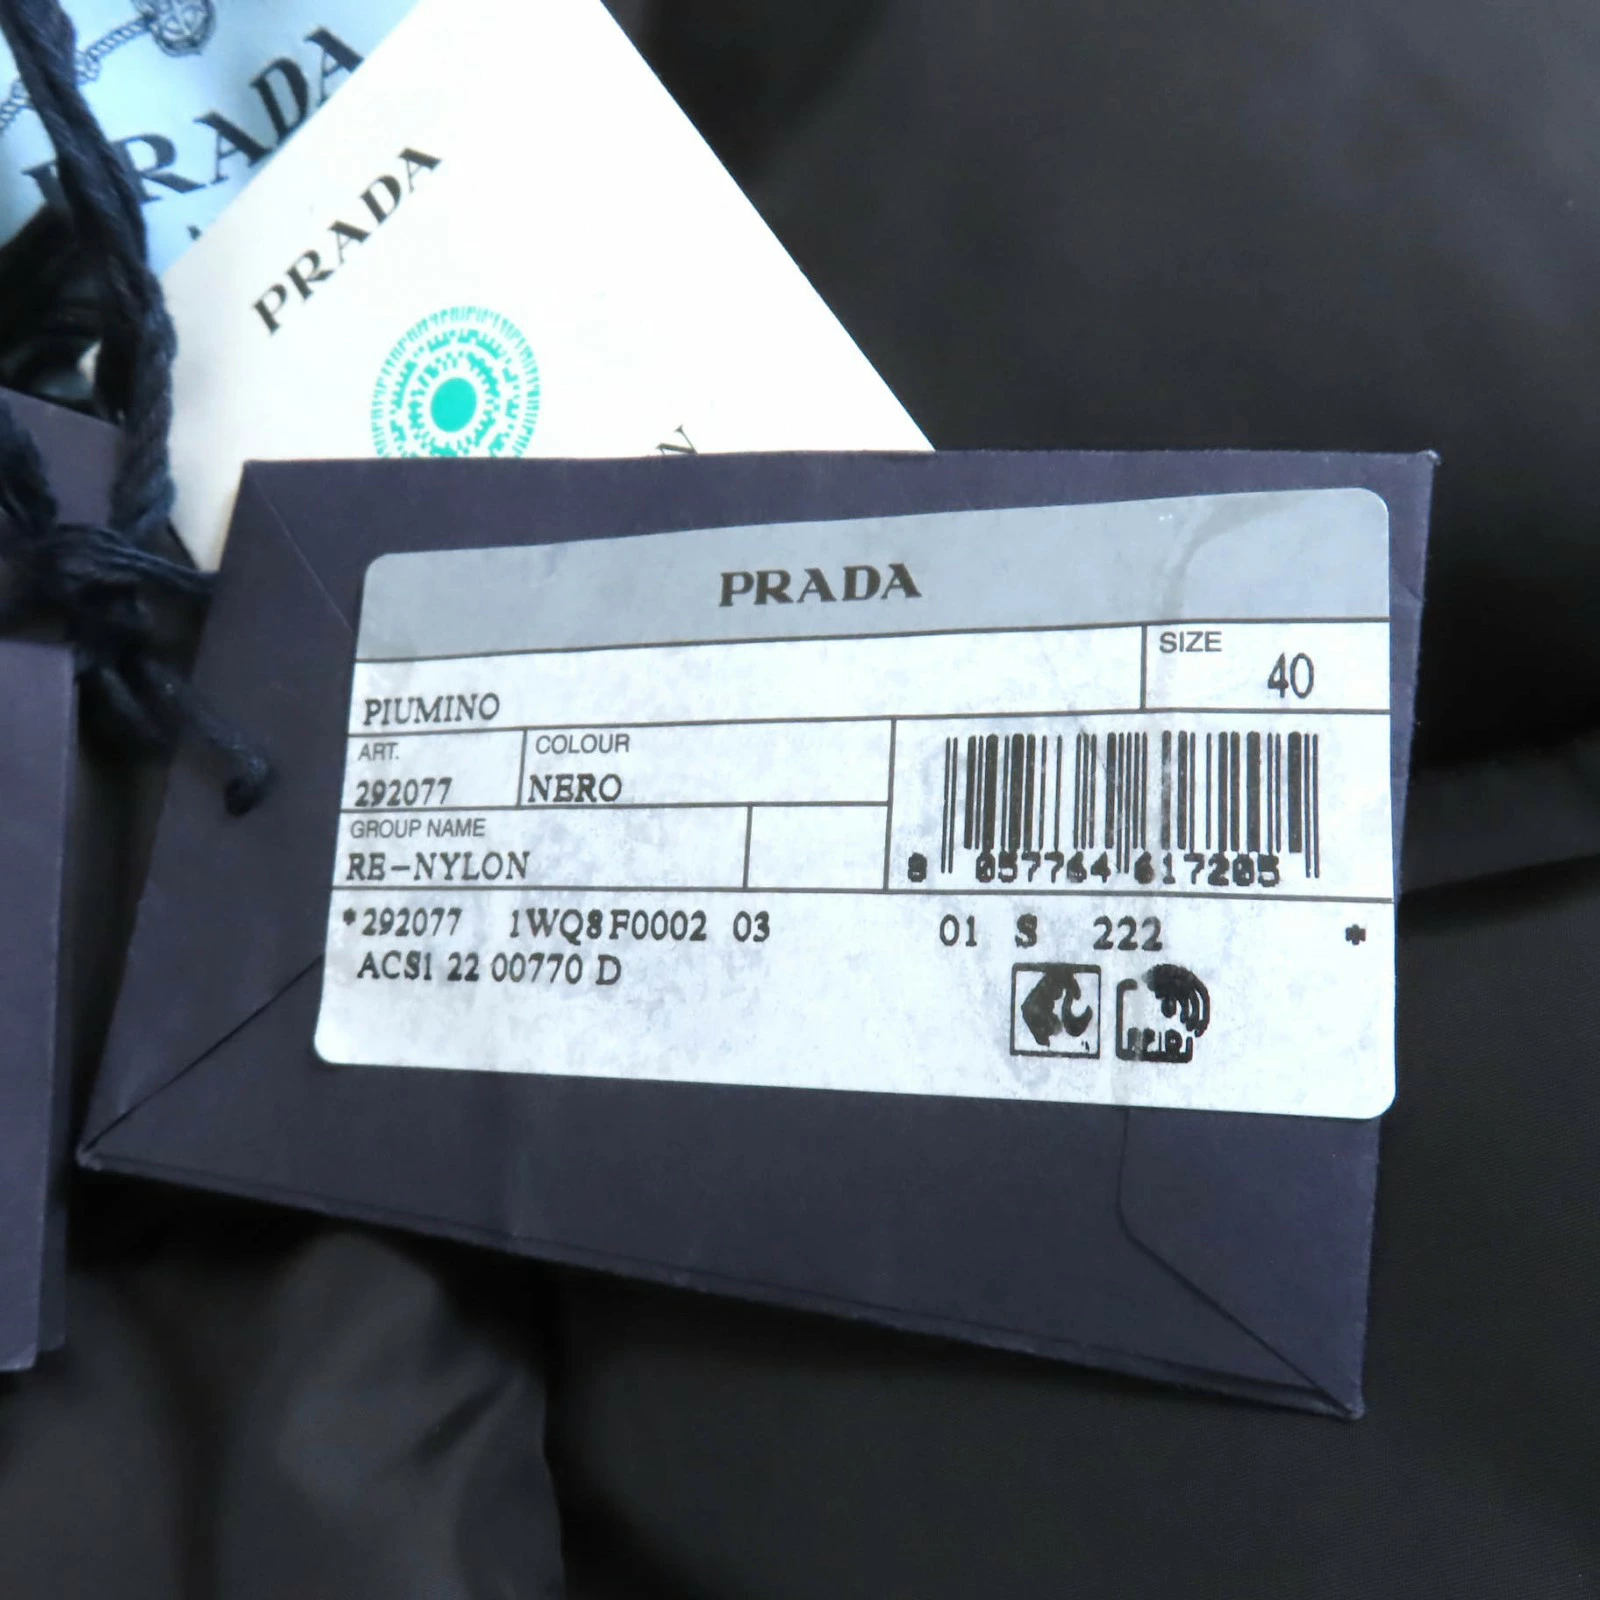 PRADA
PRADA
PRADA
SIZE
40
PIUMINO
ART.
292077
COLOUR
NERO
GROUP NAME
RE-NYLON
8 057764 617205
*292077 1WQ8 F0002 03 01 S 222 *
ACS1 22 00770 D